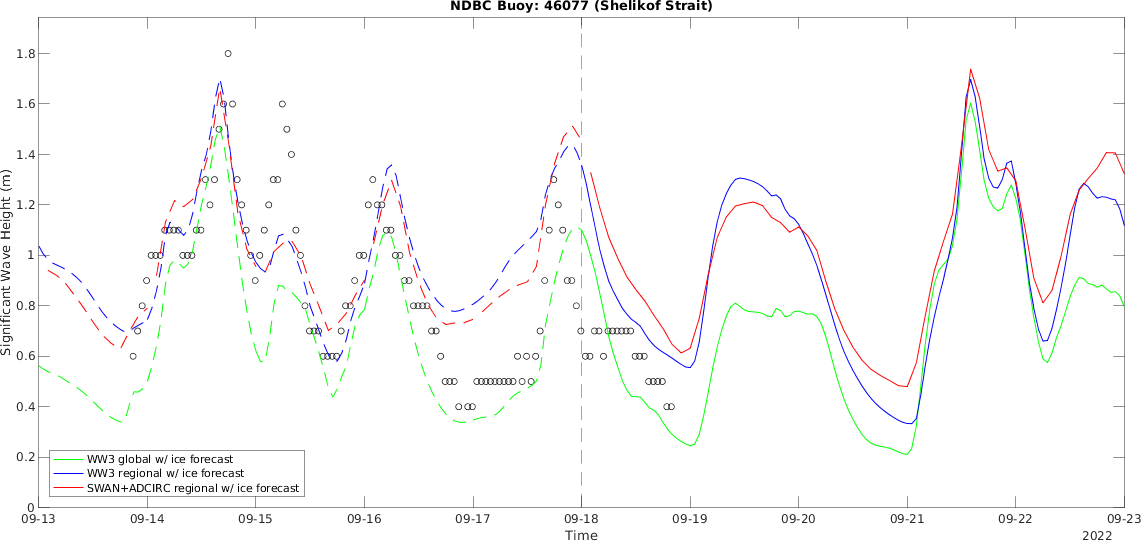 NDBC Buoy: 46077 (Shelikof Strait)
Significant Wave Height (m)
1.8
1.6
1.4
1.2
1
0.8
0.6
0.4
0.2
0
WW3 global w/ ice forecast
WW3 regional w/ ice forecast
SWAN+ADCIRC regional w/ ice forecast
09-13 09-14 09-15 09-16 09-17 09-18 09-19 09-20 09-21 09-22 09-23
Time
2022